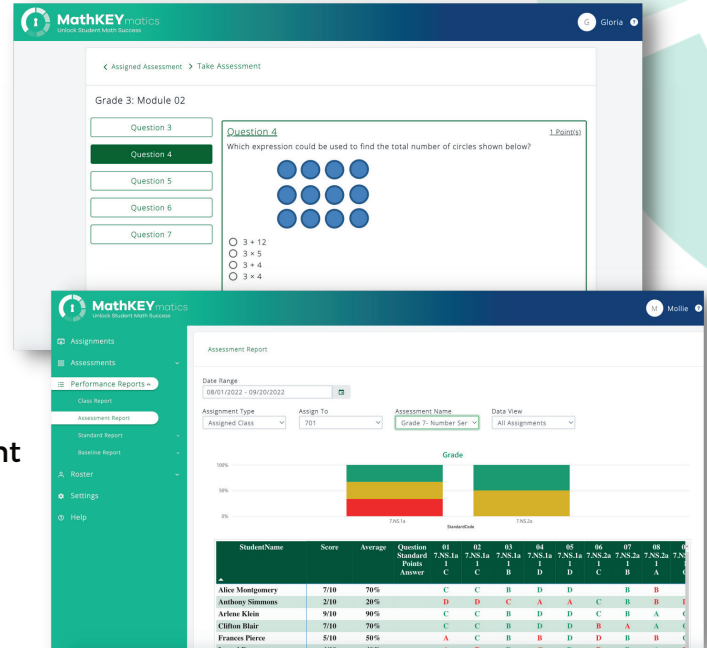 MathKEYmatics
Unlock Student Math Success
G Gloria ?
Assigned Assessment Take Assessment
Grade 3: Module 02
Question 3
Question 4
Question 5
Question 6
Question 7
Question 4 1 Point(s)
Which expression could be used to find the total number of circles shown below?
3 + 12
3 × 5
3 + 4
3 × 4
nt
MathKEYmatics
Unlock Student Math Success
M Mollie ?
Assignments
Assessments
Performance Reports
Class Report
Assessment Report
Standard Report
Baseline Report
Roster
Settings
Help
Assessment Report
Date Range
08/01/2022 - 09/20/2022
Assignment Type Assign To Assessment Name Data View
Assigned Class 701 Grade 7- Number Ser All Assignments
Grade
100%
50%
0%
7.NS.1a 7.NS.2a
StandardCode
StudentName Score Average Question 01 02 03 04 05 06 07 08
Standard 7.NS.1a 7.NS.1a 7.NS.1a 7.NS.1a 7.NS.1a 7.NS.2a 7.NS.2a 7.NS.2a
Points 1 1 1 1 1 1 1 1
Answer C C B D D C B A
Alice Montgomery 7/10 70% C C B D D B B
Anthony Simmons 2/10 20% D D C A A C B B
Arlene Klein 9/10 90% C C B D D C B A
Clifton Blair 7/10 70% C C B D D B A A
Frances Pierce 5/10 50% A C B B D D B B